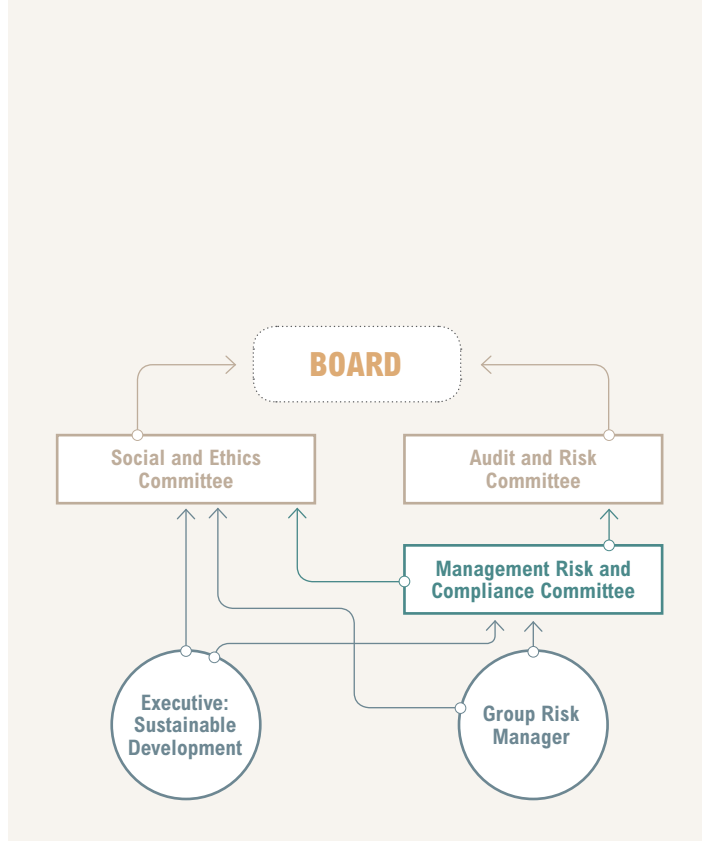 BOARD
Social and Ethics
Committee
Audit and Risk
Committee
Management Risk and
Compliance Committee
Executive:
Sustainable
Development
Group Risk
Manager